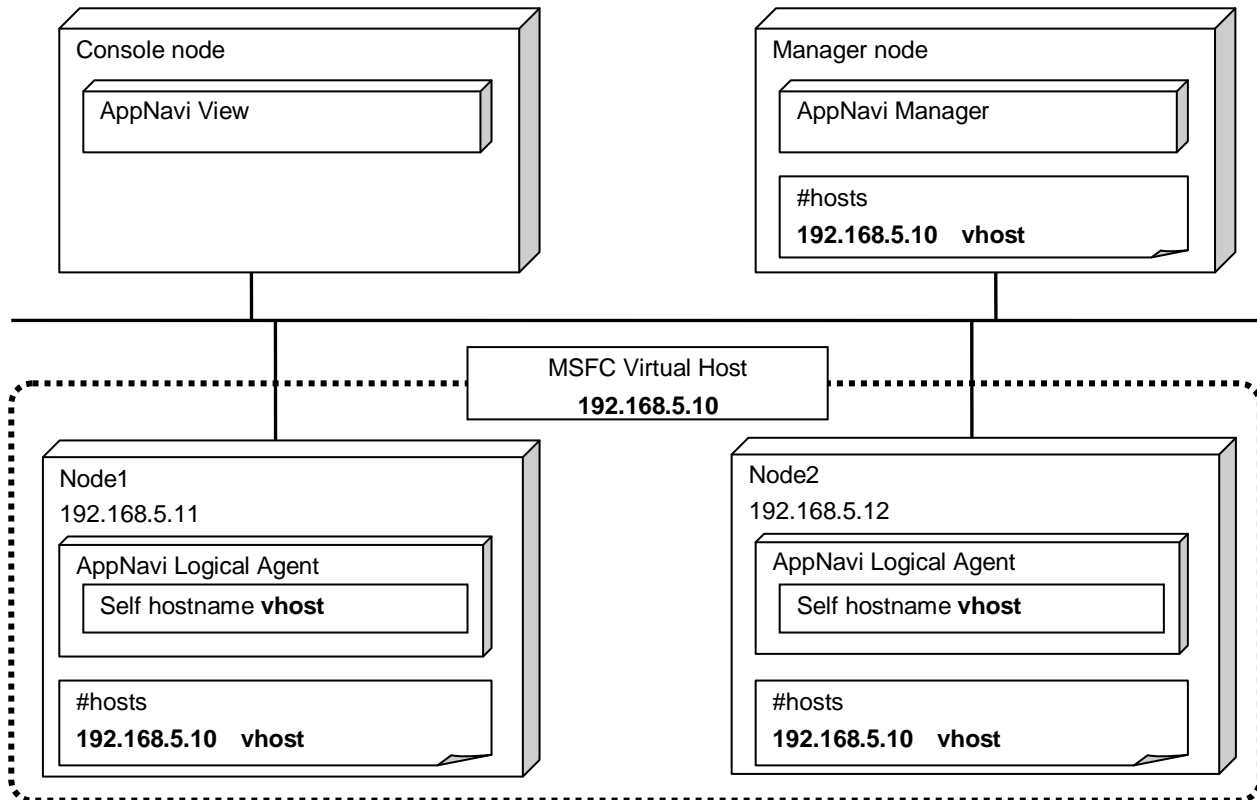 Console node
AppNavi View
Manager node
AppNavi Manager
#hosts
192.168.5.10 vhost
MSFC Virtual Host
192.168.5.10
Node1
192.168.5.11
AppNavi Logical Agent
Self hostname vhost
#hosts
192.168.5.10 vhost
Node2
192.168.5.12
AppNavi Logical Agent
Self hostname vhost
#hosts
192.168.5.10 vhost